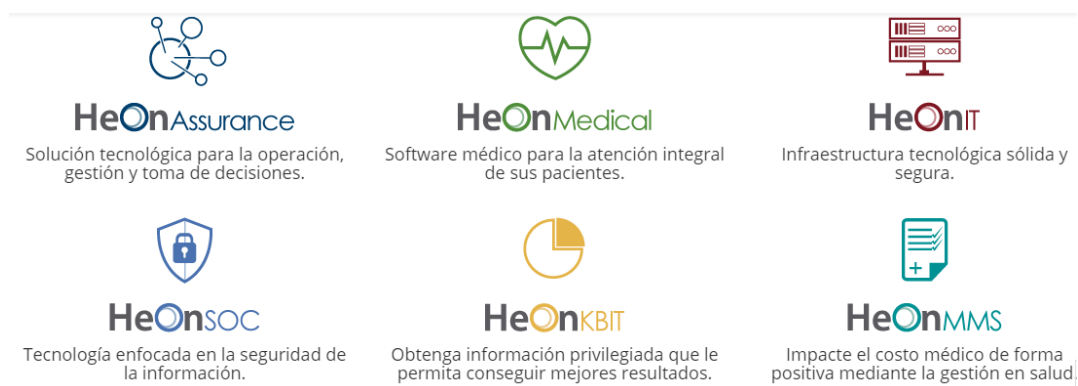 HeOnAssurance
Solución tecnológica para la operación,
gestión y toma de decisiones.
HeOnMedical
Software médico para la atención integral
de sus pacientes.
HeOnIT
Infraestructura tecnológica sólida y
segura.
HeOnSOC
Tecnología enfocada en la seguridad de
la información.
HeOnKBIT
Obtenga información privilegiada que le
permita conseguir mejores resultados.
HeOnMMS
Impacte el costo médico de forma
positiva mediante la gestión en salud.